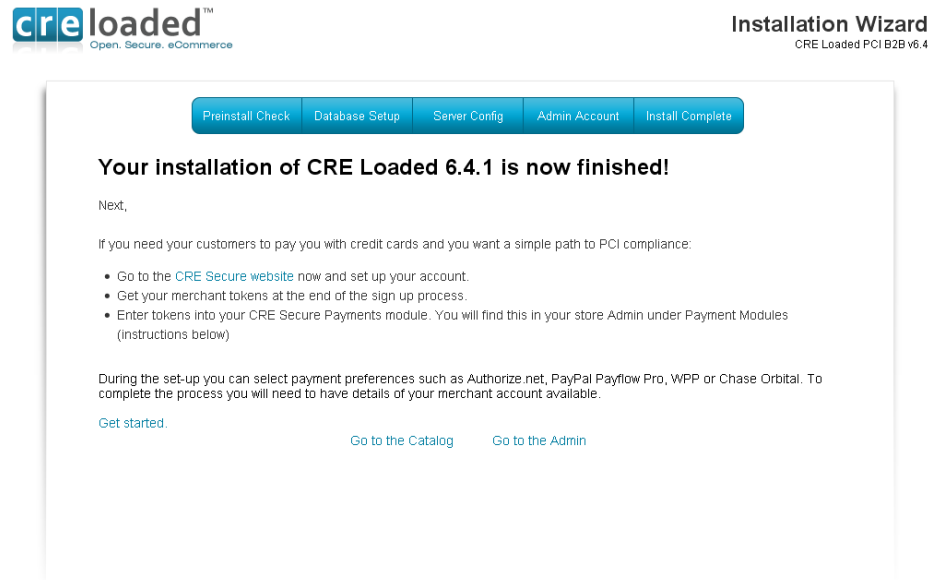 cre loaded™
Open. Secure. eCommerce
Installation Wizard
CRE Loaded PCI B2B v6.4
Preinstall Check
Database Setup
Server Config
Admin Account
Install Complete
Your installation of CRE Loaded 6.4.1 is now finished!
Next,
If you need your customers to pay you with credit cards and you want a simple path to PCI compliance:
• Go to the CRE Secure website now and set up your account.
• Get your merchant tokens at the end of the sign up process.
• Enter tokens into your CRE Secure Payments module. You will find this in your store Admin under Payment Modules
(instructions below)
During the set-up you can select payment preferences such as Authorize.net, PayPal Payflow Pro, WPP or Chase Orbital. To
complete the process you will need to have details of your merchant account available.
Get started.
Go to the Catalog
Go to the Admin